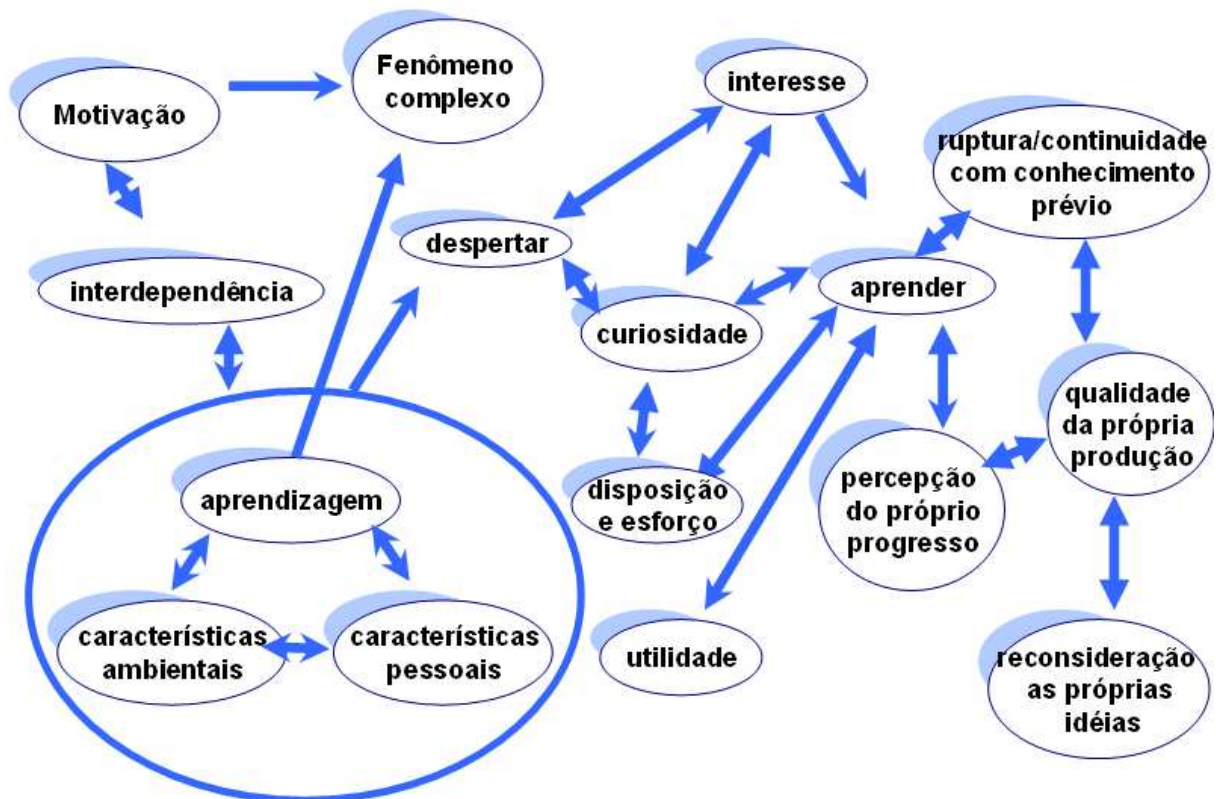 Motivação
Fenômeno
complexo
interesse
ruptura/continuidade
com conhecimento
prévio
despertar
interdependência
curiosidade
aprender
qualidade
da própria
produção
aprendizagem
disposição
e esforço
percepção
do próprio
progresso
características
ambientais
características
pessoais
utilidade
reconsideração
as próprias
idéias